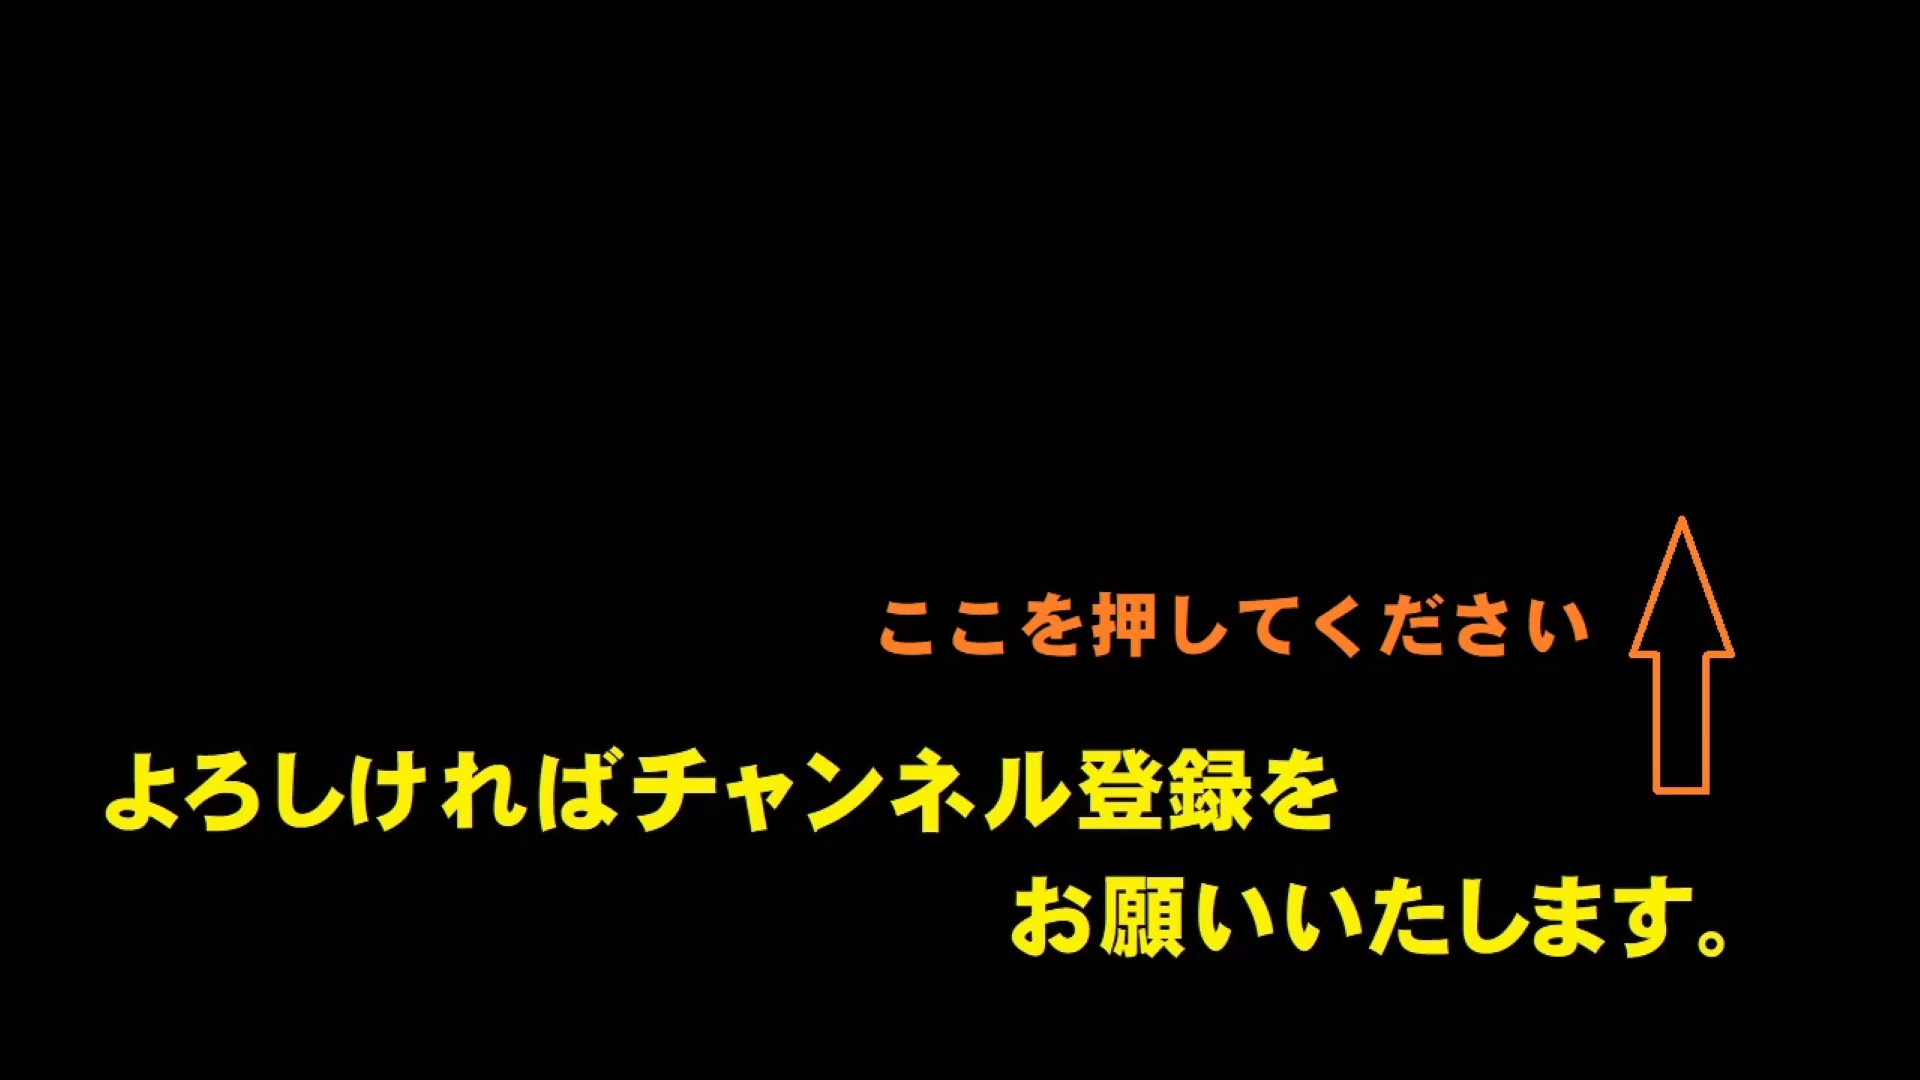 ここを押してください
よろしければチャンネル登録を
お願いいたします。